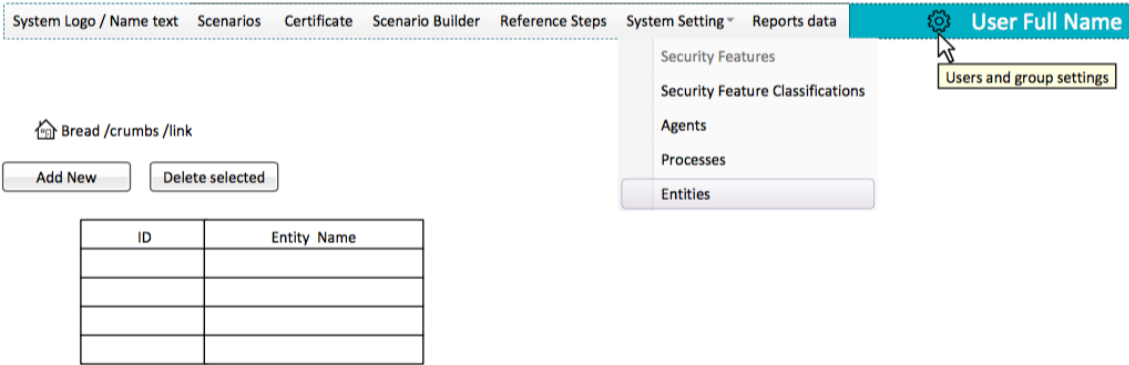 System Logo / Name text Scenarios Certificate Scenario Builder Reference Steps System Setting Reports data User Full Name
Users and group settings
Security Features
Security Feature Classifications
Agents
Processes
Entities
Bread /crumbs /link
Add New Delete selected
ID Entity Name